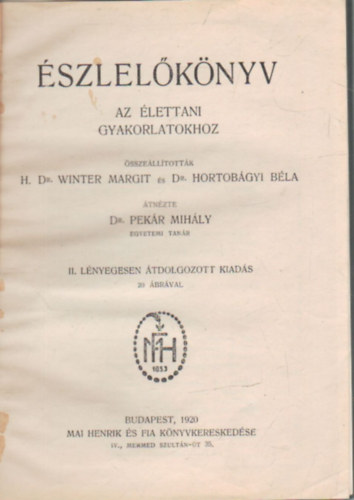 ÉSZLELŐKÖNYV
AZ ÉLETTANI
GYAKORLATOKHOZ
ÖSSZEÁLLÍTOTTÁK
H. DR. WINTER MARGIT ÉS DR. HORTOBÁGYI BÉLA
ÁTNÉZTE
DR. PEKÁR MIHÁLY
EGYETEMI TANÁR
II. LÉNYEGESEN ÁTDOLGOZOTT KIADÁS
20 ÁBRÁVAL
MFH
1853
BUDAPEST, 1920
MAI HENRIK ÉS FIA KÖNYVKERESKEDÉSE
IV., MEHMED SZULTÁN-ÚT 35.